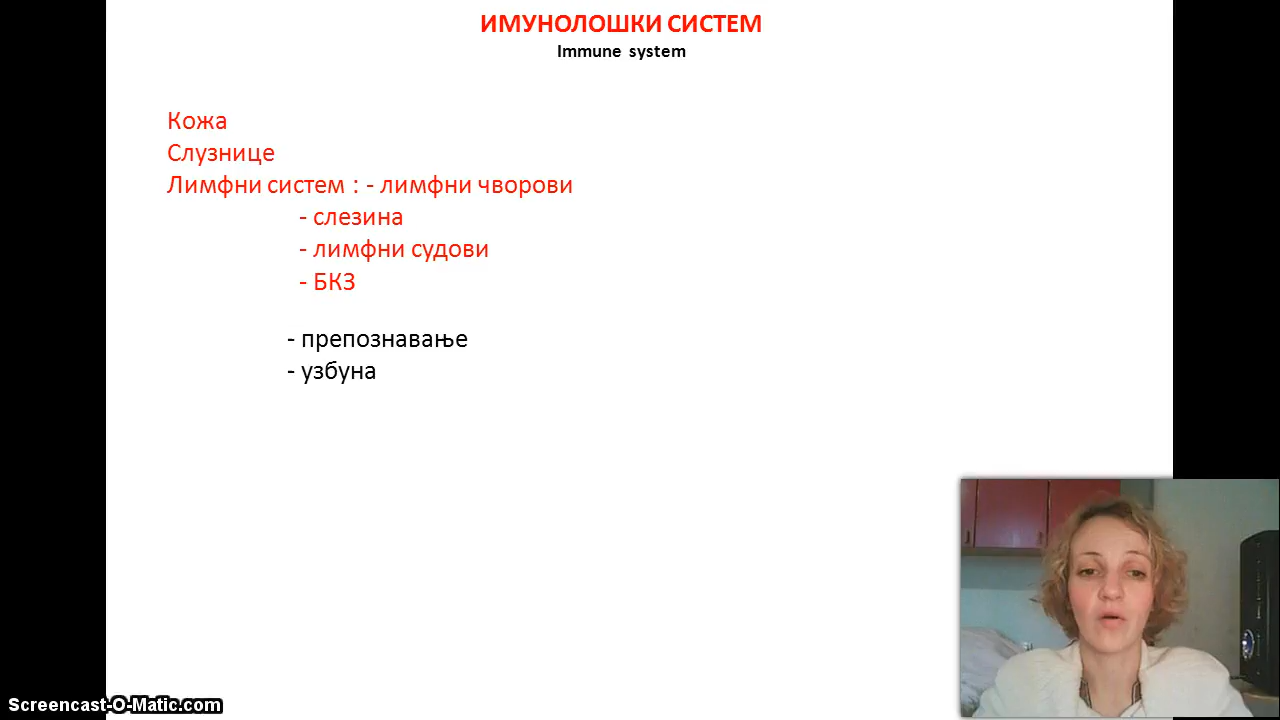 ИМУНОЛОШКИ СИСТЕМ
Immune system
Кожа
Слузнице
Лимфни систем : - лимфни чворови
- слезина
- лимфни судови
- БКЗ
- препознавање
- узбуна
Screencast-O-Matic.com